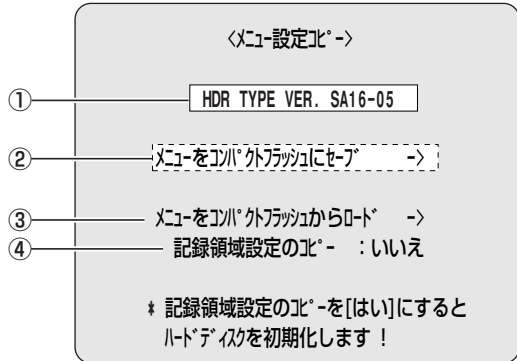 〈メニュー設定コピー〉
① HDR TYPE VER. SA16-05
② メニューをコンパクトフラッシュにセーブ -〉
③ メニューをコンパクトフラッシュからロード -〉
④ 記録領域設定のコピー :いいえ
* 記録領域設定のコピーを[はい]にすると
ハードディスクを初期化します!